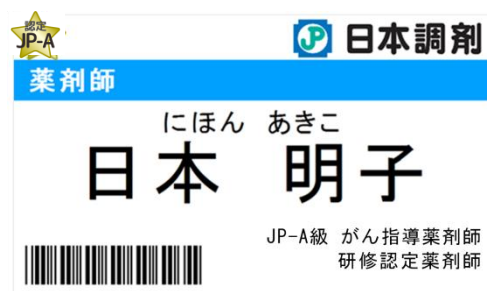 認定
JP-A
日本調剤
薬剤師
にほん あきこ
日本 明子
JP-A級 がん指導薬剤師
研修認定薬剤師